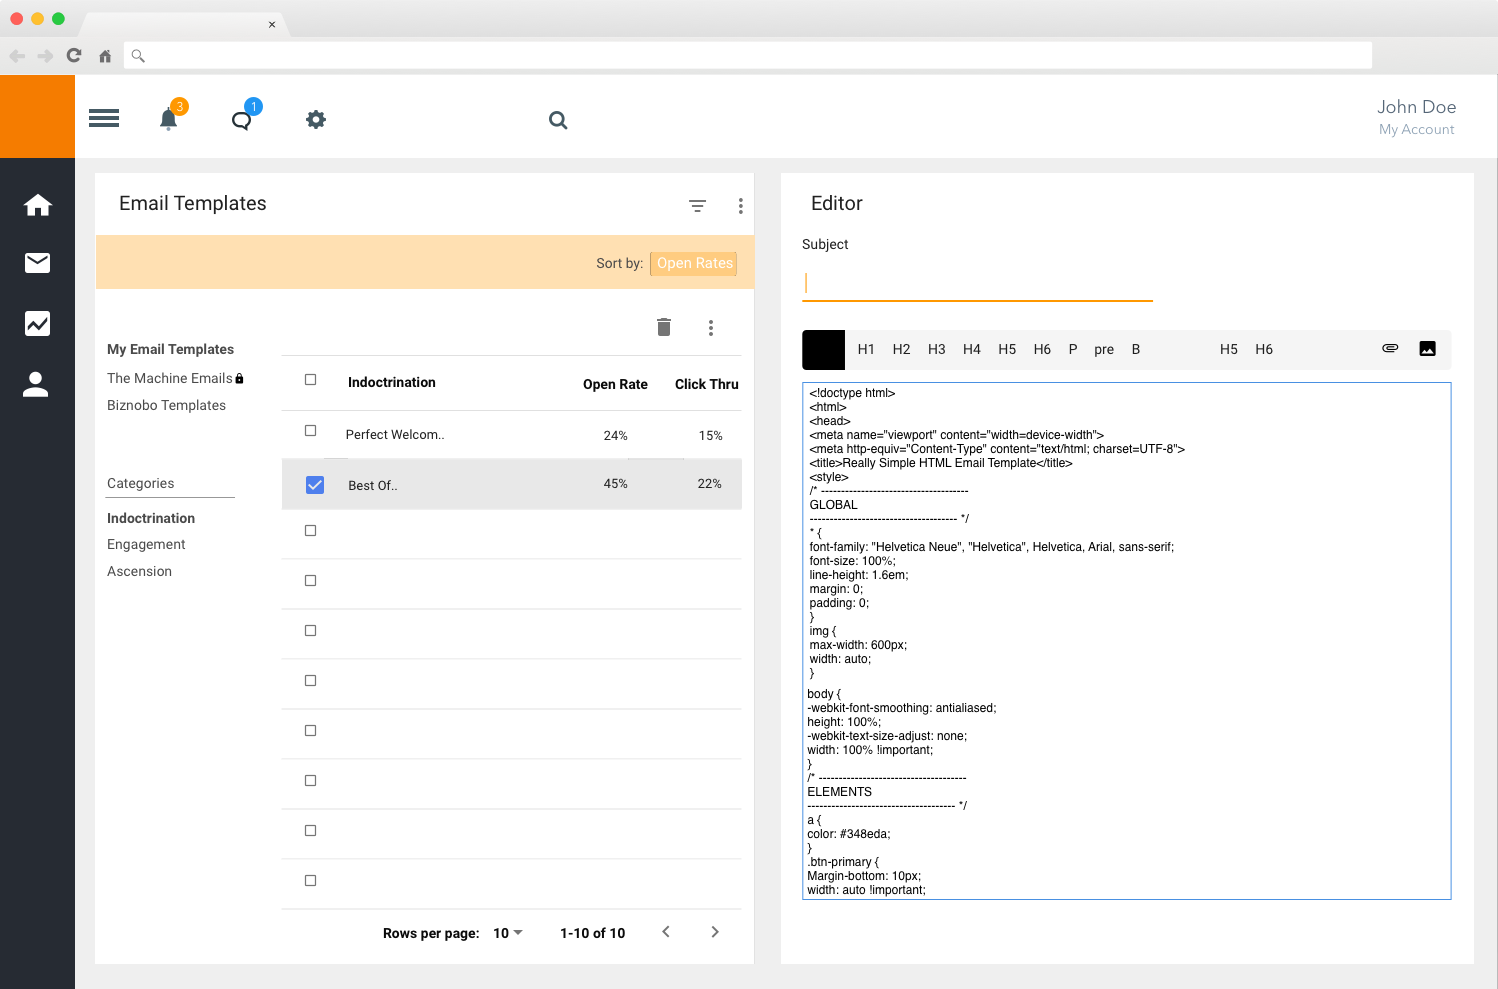 ×
3
1
John Doe
My Account
Email Templates
Sort by: Open Rates
My Email Templates
The Machine Emails
Biznobo Templates
Categories
Indoctrination
Engagement
Ascension
Indoctrination Open Rate Click Thru
Perfect Welcom.. 24% 15%
Best Of.. 45% 22%
Rows per page: 10 1-10 of 10
Editor
Subject
H1 H2 H3 H4 H5 H6 P pre B H5 H6
<!doctype html>
<html>
<head>
<meta name="viewport" content="width=device-width">
<meta http-equiv="Content-Type" content="text/html; charset=UTF-8">
<title>Really Simple HTML Email Template</title>
<style>
/* -------------------------------------
GLOBAL
------------------------------------- */
* {
font-family: "Helvetica Neue", "Helvetica", Helvetica, Arial, sans-serif;
font-size: 100%;
line-height: 1.6em;
margin: 0;
padding: 0;
}
img {
max-width: 600px;
width: auto;
}
body {
-webkit-font-smoothing: antialiased;
height: 100%;
-webkit-text-size-adjust: none;
width: 100% !important;
}
/* -------------------------------------
ELEMENTS
------------------------------------- */
a {
color: #348eda;
}
.btn-primary {
Margin-bottom: 10px;
width: auto !important;